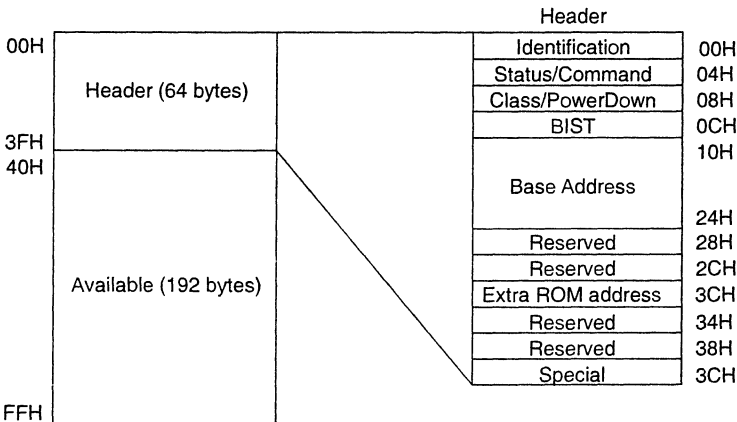 Header
00H
Header (64 bytes)
3FH
40H
Available (192 bytes)
FFH
Identification 00H
Status/Command 04H
Class/PowerDown 08H
BIST 0CH
10H
Base Address
24H
Reserved 28H
Reserved 2CH
Extra ROM address 3CH
Reserved 34H
Reserved 38H
Special 3CH